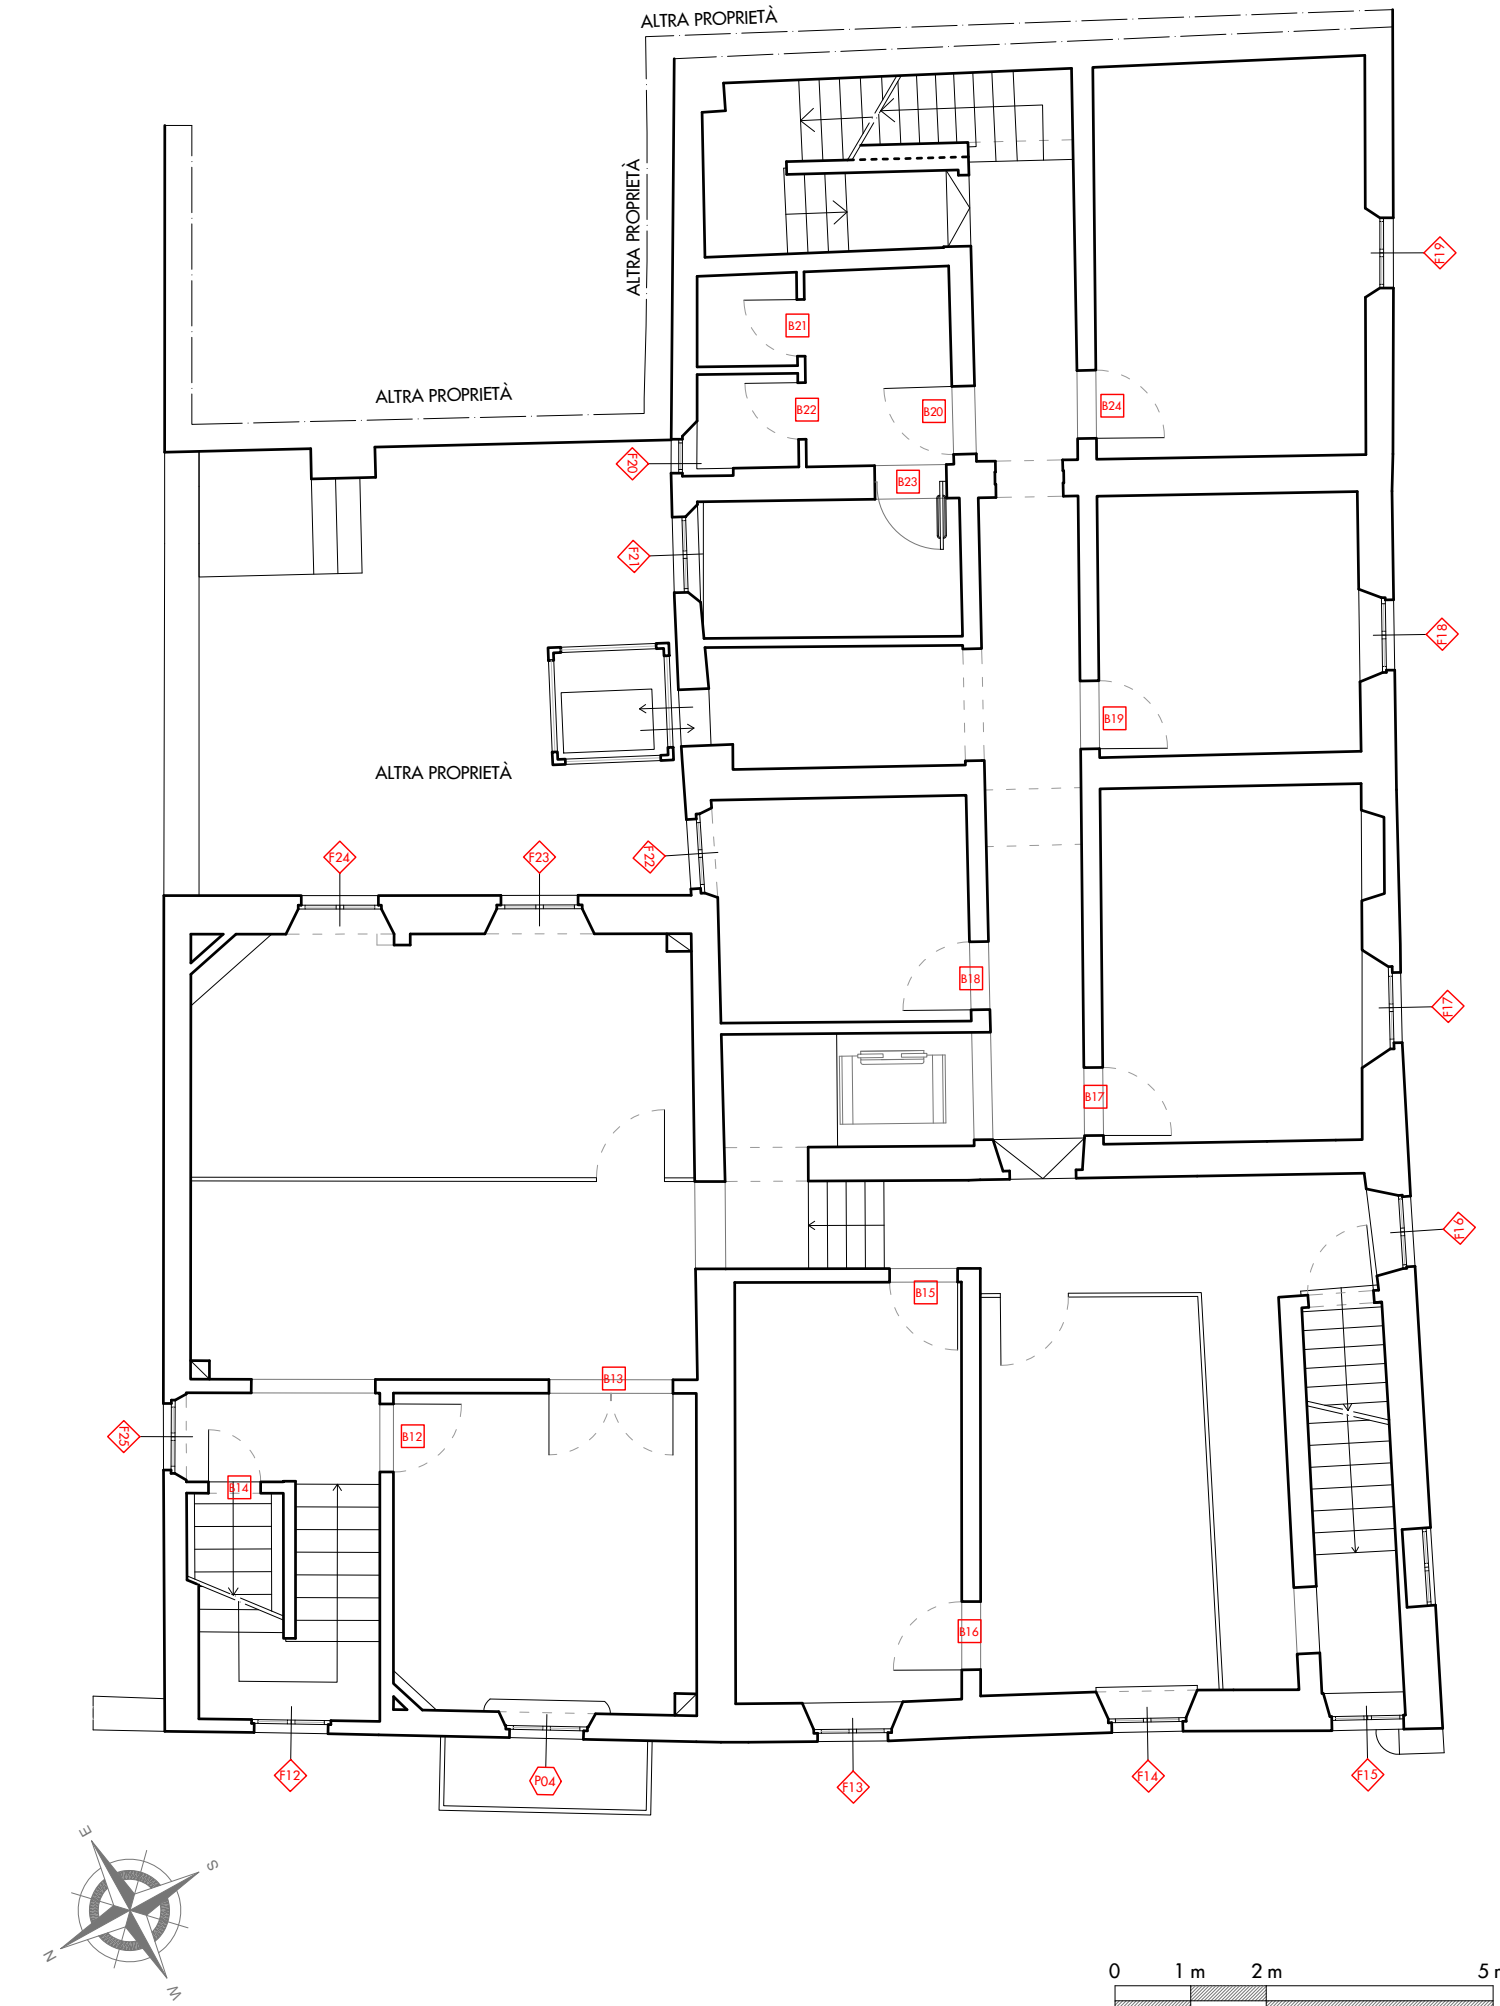 ALTRA PROPRIETÀ
ALTRA PROPRIETÀ
F19
B21
ALTRA PROPRIETÀ
B24
B22
B20
F20
B23
F21
F18
B19
ALTRA PROPRIETÀ
F24
F23
F22
B18
F17
B17
F16
B15
B13
F25
B12
B14
B16
F12
P04
F13
F14
F15
E
S
N
W
0 1 m 2 m 5 m